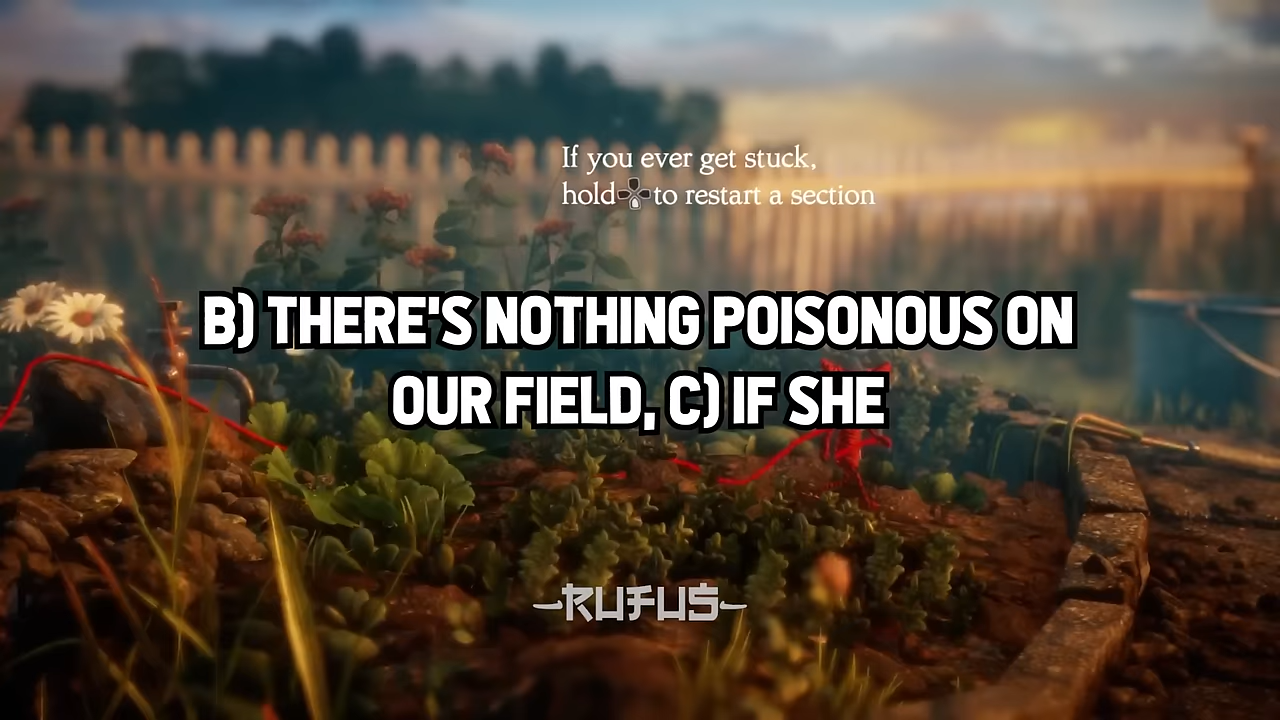 If you ever get stuck,
hold to restart a section
B) THERE'S NOTHING POISONOUS ON
OUR FIELD, C) IF SHE
-RUFUS-